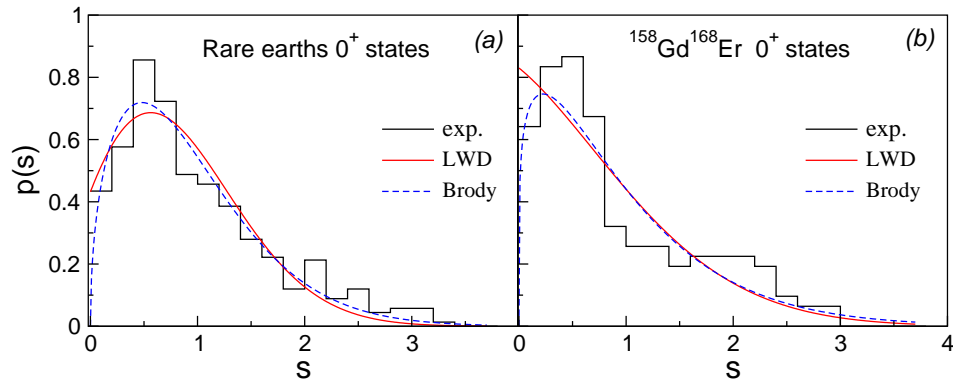 Rare earths 0⁺ states
(a)
exp.
LWD
Brody
p(s)
1
0.8
0.6
0.4
0.2
0
0 1 2 3
s
¹⁵⁸Gd¹⁶⁸Er 0⁺ states
(b)
exp.
LWD
Brody
0 1 2 3 4
s